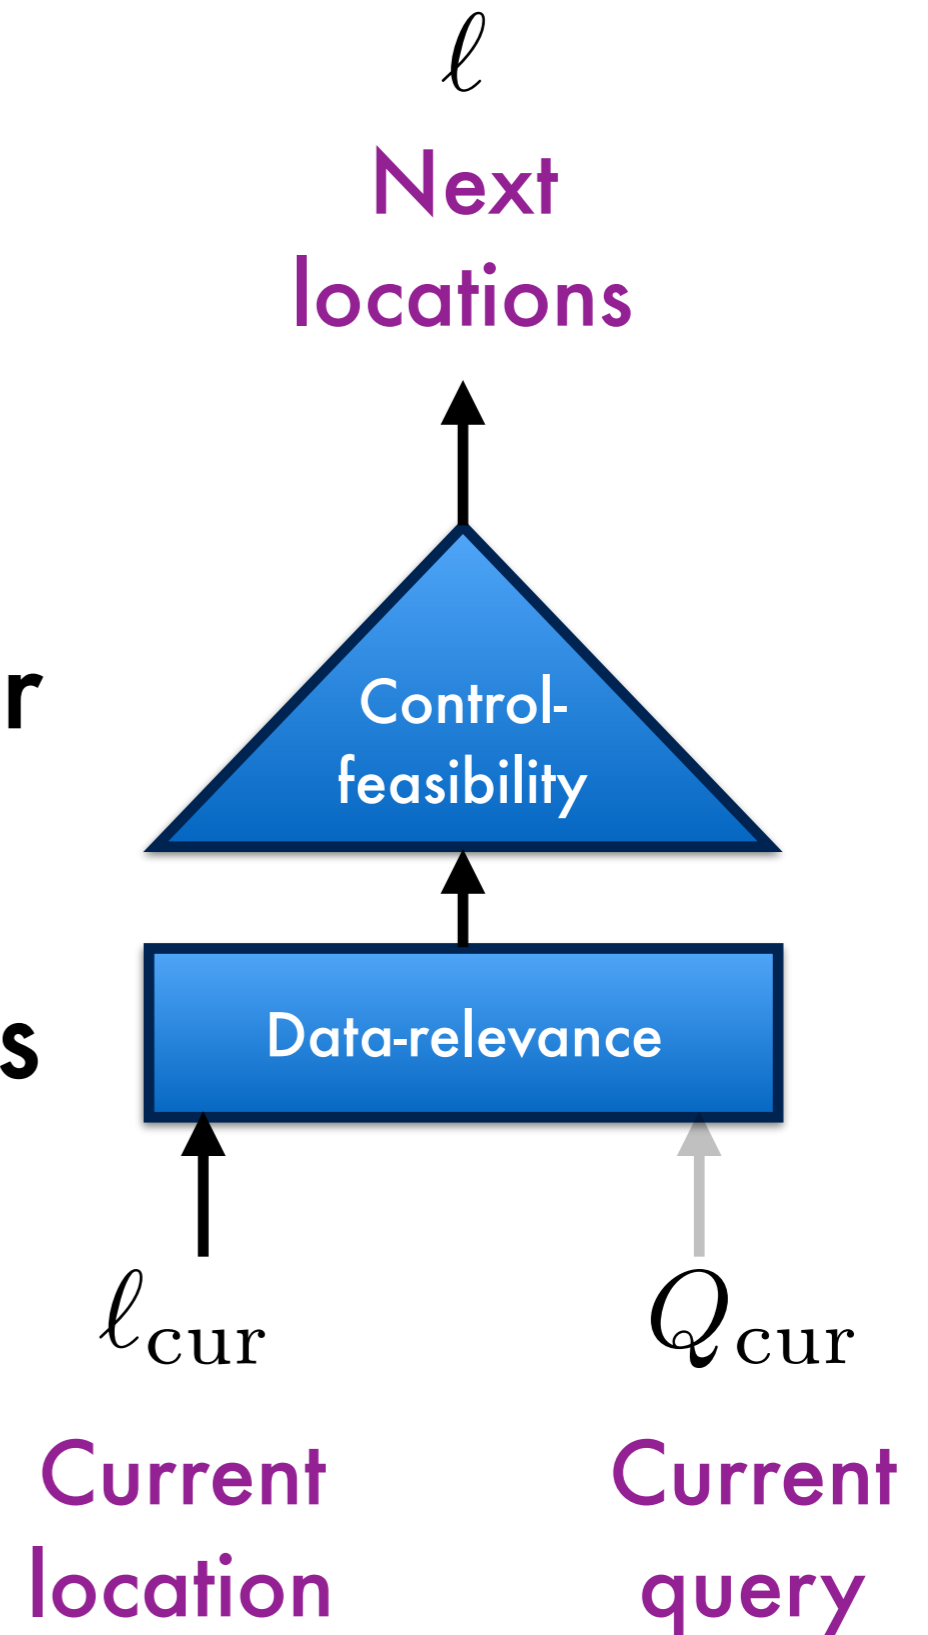 ℓ
Next
locations
r
Control-
feasibility
s
Data-relevance
ℓcur
Qcur
Current
location
Current
query